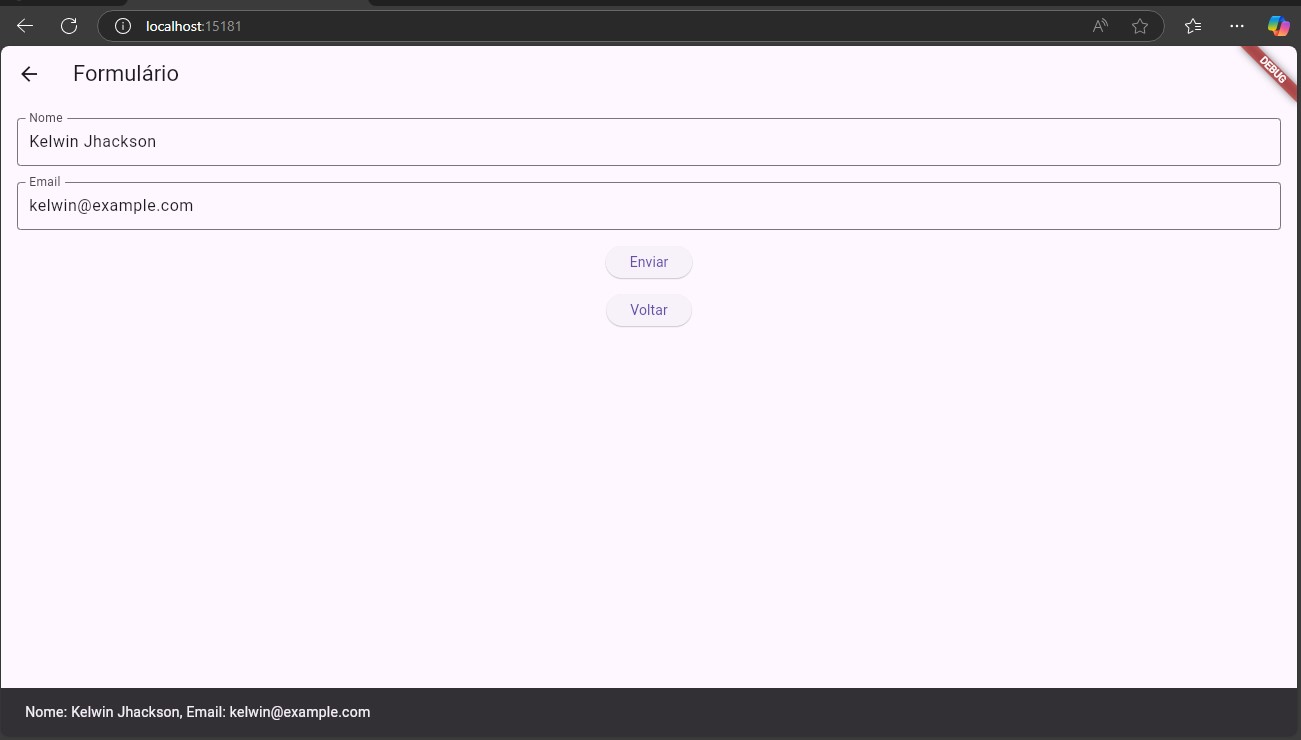 localhost:15181
Formulário
DEBUG
Nome
Kelwin Jhackson
Email
kelwin@example.com
Enviar
Voltar
Nome: Kelwin Jhackson, Email: kelwin@example.com